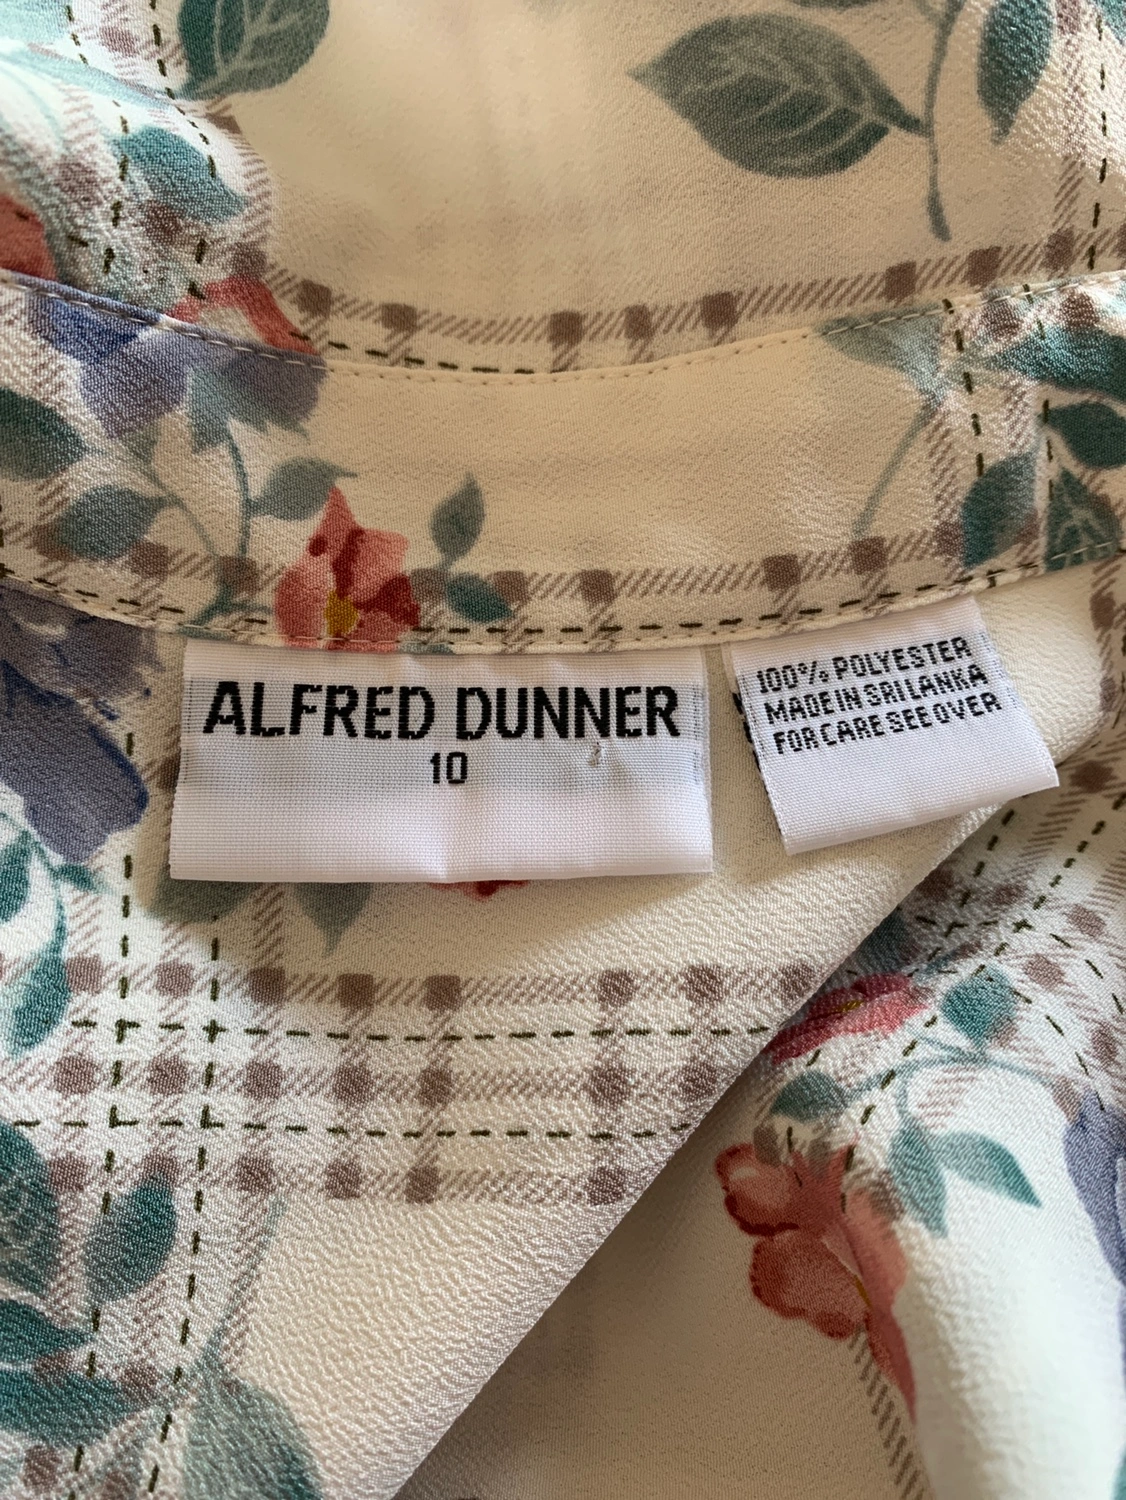 ALFRED DUNNER
10
100% POLYESTER
MADE IN SRI LANKA
FOR CARE SEE OVER